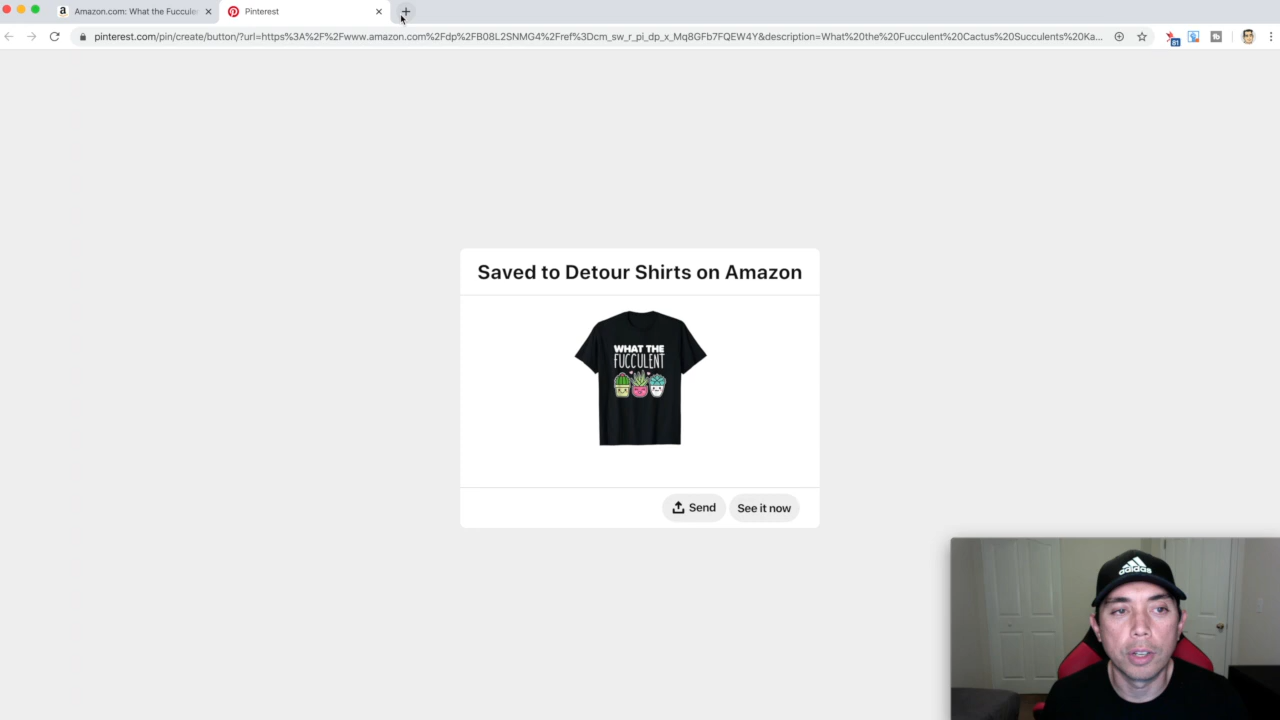 Amazon.com: What the Fucculen
Pinterest
pinterest.com/pin/create/button/?url=https%3A%2F%2Fwww.amazon.com%2Fdp%2FB08L2SNMG4%2Fref%3Dcm_sw_r_pi_dp_x_Mq8GFb7FQEW4Y&description=What%20the%20Fucculent%20Cactus%20Succulents%20Ka...
81
Saved to Detour Shirts on Amazon
WHAT THE
FUCCULENT
Send
See it now
adidas